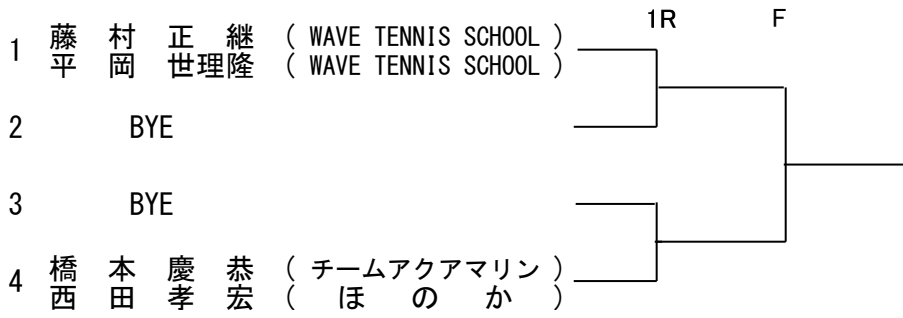 1R F
1 藤 村 正 継 ( WAVE TENNIS SCHOOL )
平 岡 世理隆 ( WAVE TENNIS SCHOOL )
2 BYE
3 BYE
4 橋 本 慶 恭 ( チームアクアマリン )
西 田 孝 宏 ( ほ の か )